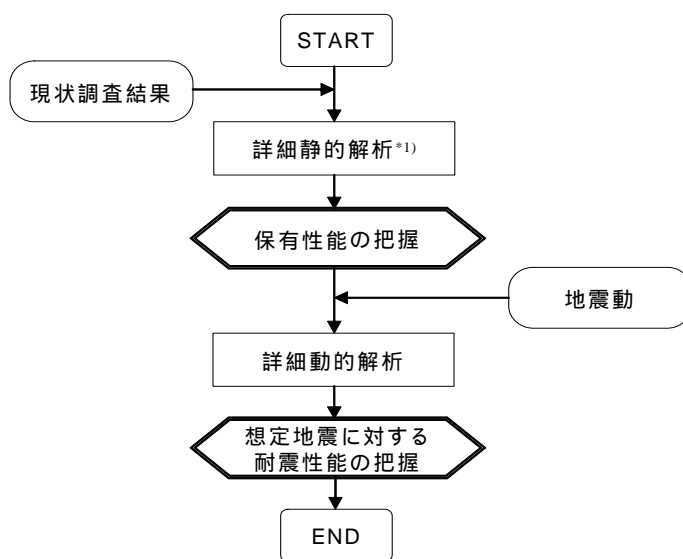 START
現状調査結果
詳細静的解析*1)
保有性能の把握
地震動
詳細動的解析
想定地震に対する
耐震性能の把握
END